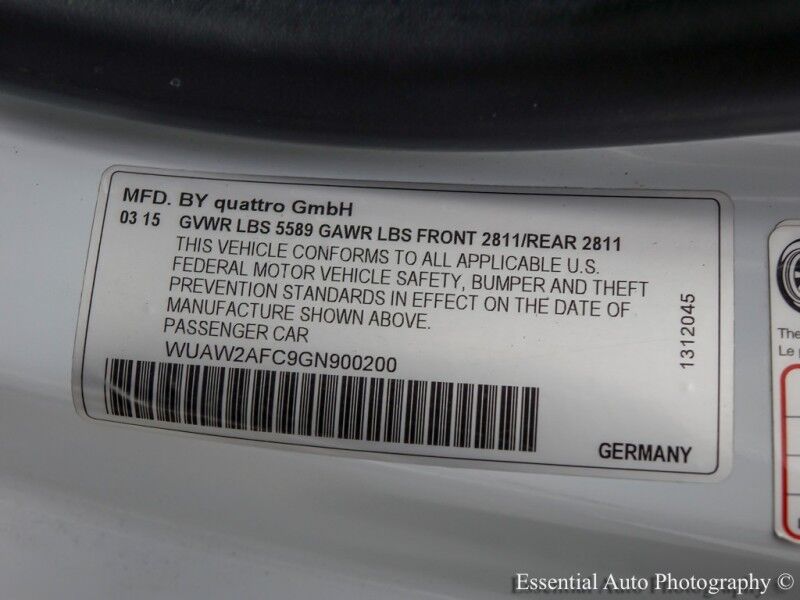 MFD. BY quattro GmbH
03 15 GVWR LBS 5589 GAWR LBS FRONT 2811/REAR 2811
THIS VEHICLE CONFORMS TO ALL APPLICABLE U.S.
FEDERAL MOTOR VEHICLE SAFETY, BUMPER AND THEFT
PREVENTION STANDARDS IN EFFECT ON THE DATE OF
MANUFACTURE SHOWN ABOVE.
PASSENGER CAR
WUAW2AFC9GN900200
1312045
GERMANY
The
Le p
Essential Auto Photography ©